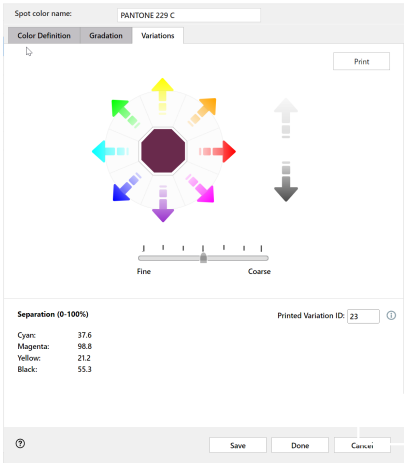 Spot color name: PANTONE 229 C
Color Definition Gradation Variations
Print
Fine Coarse
Separation (0-100%) Printed Variation ID: 23
Cyan: 37.6
Magenta: 98.8
Yellow: 21.2
Black: 55.3
Save Done Cancel